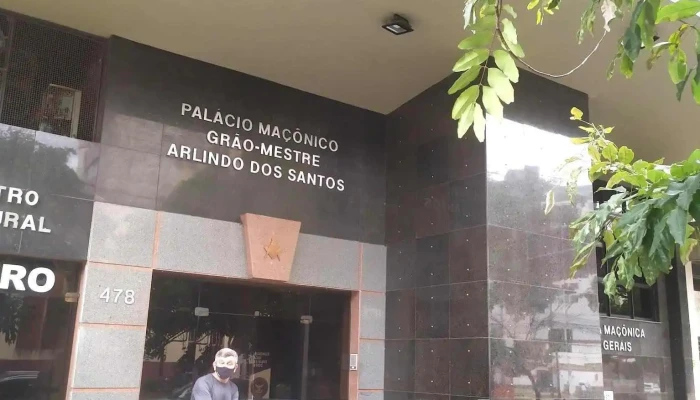 PALÁCIO MAÇÔNICO
GRÃO-MESTRE
ARLINDO DOS SANTOS
TRO
URAL
RO
478
A MAÇÔNICA
GERAIS